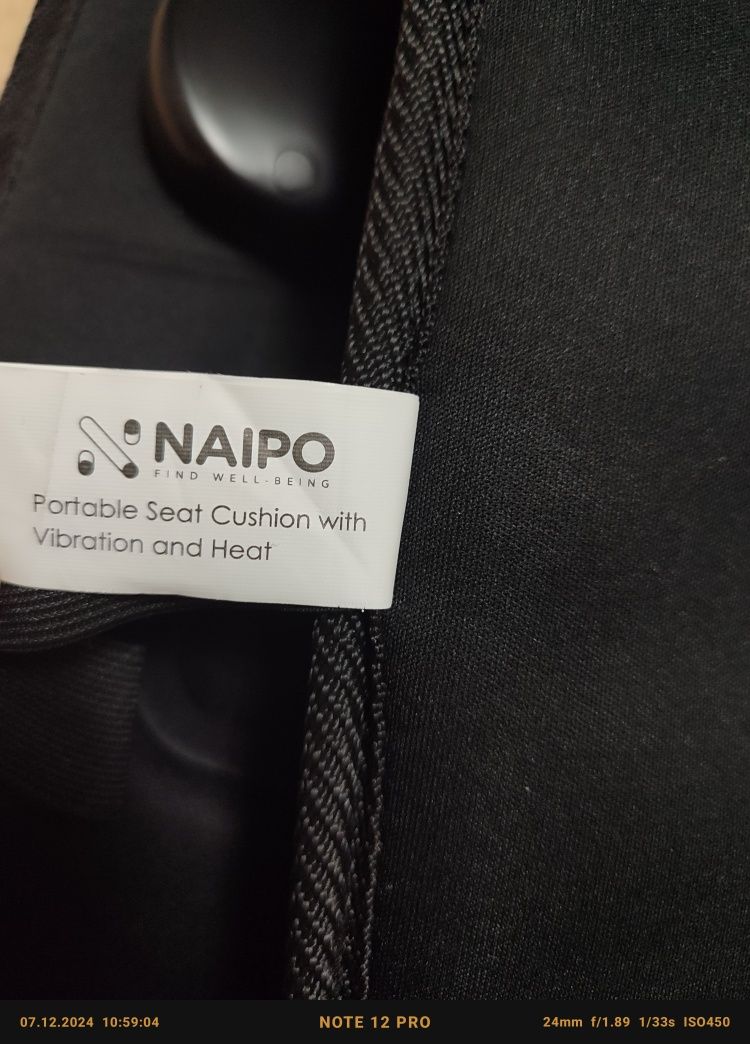 NAIPO
FIND WELL-BEING
Portable Seat Cushion with
Vibration and Heat
07.12.2024 10:59:04 NOTE 12 PRO 24mm f/1.89 1/33s ISO450